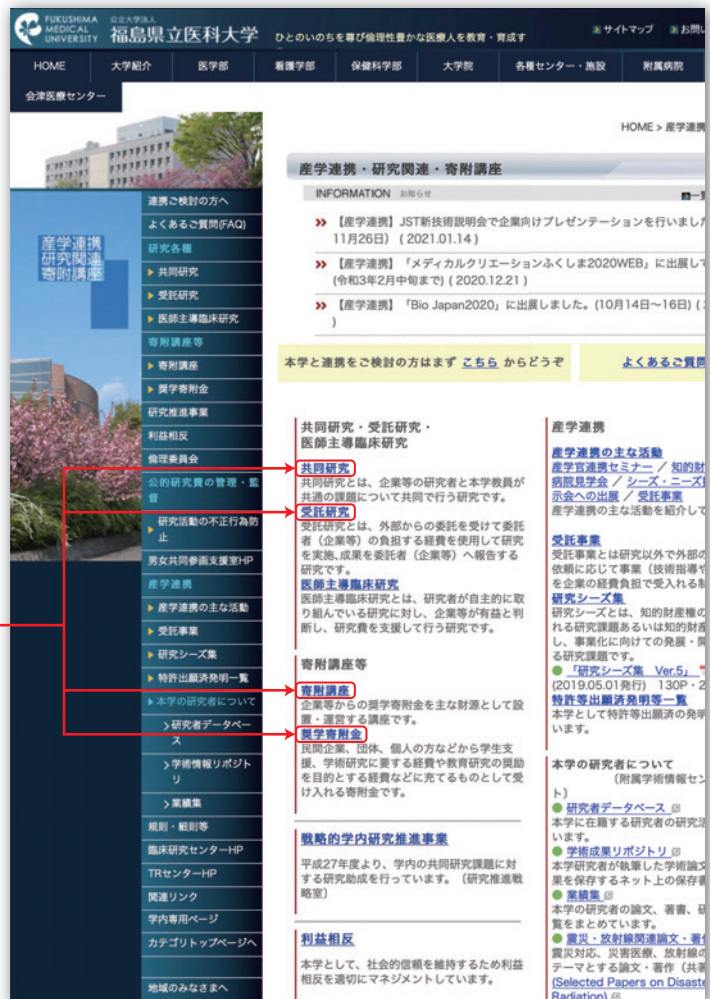 FUKUSHIMA
MEDICAL
UNIVERSITY
公立大学法人
福島県立医科大学
ひとのいのちを尊び倫理性豊かな医療人を教育・育成す
サイトマップ
お問い
HOME
大学紹介
医学部
看護学部
保健科学部
大学院
各種センター・施設
附属病院
会津医療センター
HOME > 産学連携
産学連携
研究関連
寄附講座
連携ご検討の方へ
よくあるご質問(FAQ)
研究各種
共同研究
受託研究
医師主導臨床研究
寄附講座等
寄附講座
奨学寄附金
研究推進事業
利益相反
倫理委員会
公的研究費の管理・監
督
研究活動の不正行為防
止
男女共同参画支援室HP
産学連携
産学連携の主な活動
受託事業
研究シーズ集
特許出願済発明一覧
本学の研究者について
>研究者データベー
ス
>学術情報リポジト
リ
>業績集
規則・細則等
臨床研究センターHP
TRセンターHP
関連リンク
学内専用ページ
カテゴリトップページへ
地域のみなさまへ
産学連携・研究関連・寄附講座
INFORMATION お知らせ
一覧
【産学連携】JST新技術説明会で企業向けプレゼンテーションを行いました
11月26日） ( 2021.01.14 )
【産学連携】「メディカルクリエーションふくしま2020WEB」に出展して
(令和3年2月中旬まで) ( 2020.12.21 )
【産学連携】「Bio Japan2020」に出展しました。(10月14日～16日) (
)
本学と連携をご検討の方はまず こちら からどうぞ
よくあるご質問
共同研究・受託研究・
医師主導臨床研究
共同研究
共同研究とは、企業等の研究者と本学教員が
共通の課題について共同で行う研究です。
受託研究
受託研究とは、外部からの委託を受けて委託
者（企業等）の負担する経費を使用して研究
を実施､成果を委託者（企業等）へ報告する
研究です。
医師主導臨床研究
医師主導臨床研究とは、研究者が自主的に取
り組んでいる研究に対し、企業等が有益と判
断し、研究費を支援して行う研究です。
寄附講座等
寄附講座
企業等からの奨学寄附金を主な財源として設
置・運営する講座です。
奨学寄附金
民間企業、団体、個人の方などから学生支
援、学術研究に要する経費や教育研究の奨励
を目的とする経費などに充てるものとして受
け入れる寄附金です。
戦略的学内研究推進事業
平成27年度より、学内の共同研究課題に対
する研究助成を行っています。〔研究推進戦
略室〕
利益相反
本学として、社会的信頼を維持するため利益
相反を適切にマネジメントしています。
産学連携
産学連携の主な活動
産学官連携セミナー ／ 知的財
病院見学会 ／ シーズ・ニーズ
示会への出展 ／ 受託事業
産学連携の主な活動を紹介して
受託事業
受託事業とは研究以外で外部の
依頼に応じて事業（技術指導や
を企業の経費負担で受入れる制
研究シーズ集
研究シーズとは、知的財産権の
れる研究課題あるいは知的財産
し、事業化に向けての発展・開
る研究課題です。
● 「研究シーズ集 Ver.5」
(2019.05.01発行) 130P・2
特許等出願済発明等一覧
本学として特許等出願済の発明
います。
本学の研究者について
〔附属学術情報セン
ト〕
● 研究者データベース
本学に在籍する研究者の研究活
います。
● 学術成果リポジトリ
本学研究者が執筆した学術論文
果を保存するネット上の保存書
● 業績集
本学の研究者の論文、著書、研
覧をまとめています。
● 震災・放射線関連論文・著作
震災対応、災害医療、放射線の
テーマとする論文・著作（共著
(Selected Papers on Disaste
Radiation)